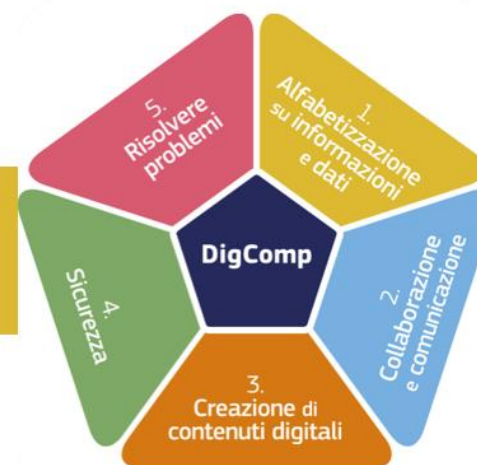 DigComp
1.
Alfabetizzazione
su informazioni
e dati
2.
Collaborazione
e comunicazione
3.
Creazione di
contenuti digitali
4.
Sicurezza
5.
Risolvere
problemi